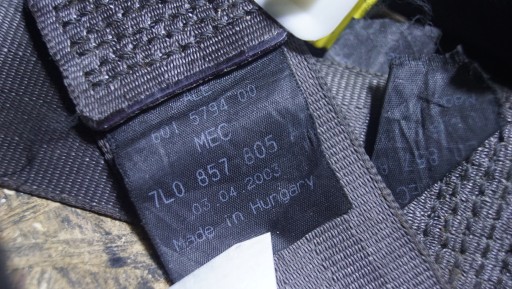 601 5794 00
MEC
7L0 857 805
03.04.2003
Made in Hungary